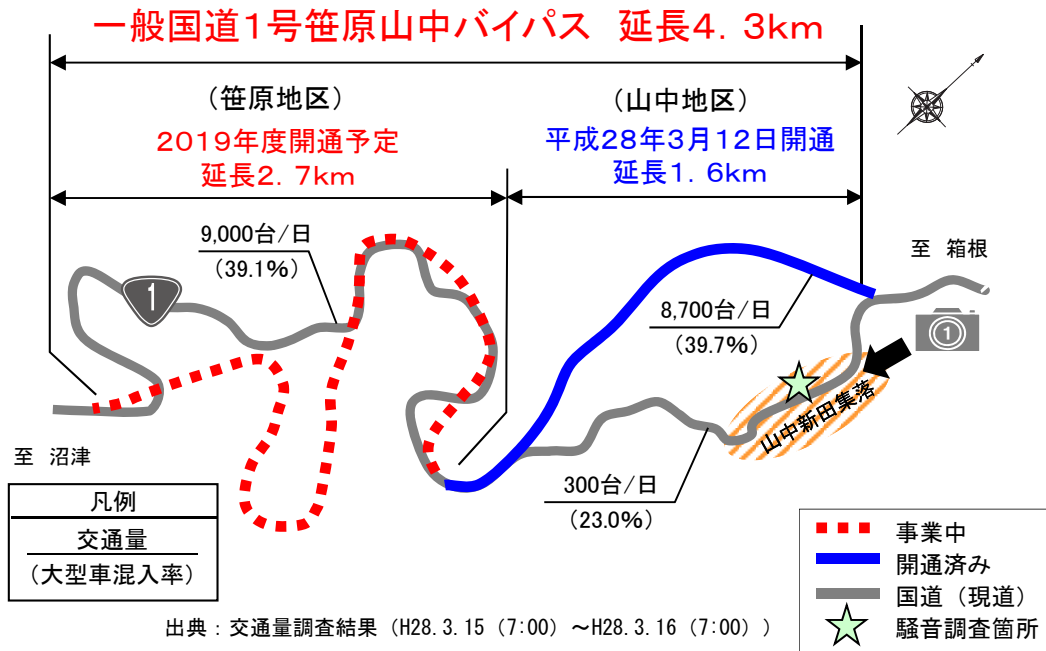 一般国道1号笹原山中バイパス 延長4.3km
(笹原地区)
2019年度開通予定
延長2.7km
(山中地区)
平成28年3月12日開通
延長1.6km
9,000台/日
(39.1%)
1
至 箱根
8,700台/日
(39.7%)
①
山中新田集落
至 沼津
300台/日
(23.0%)
凡例
交通量
(大型車混入率)
事業中
開通済み
国道(現道)
騒音調査箇所
出典:交通量調査結果(H28.3.15(7:00)~H28.3.16(7:00))